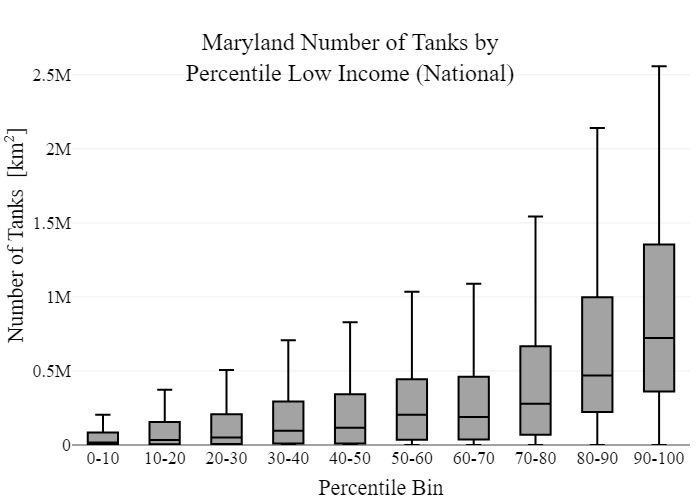 Maryland Number of Tanks by
Percentile Low Income (National)
Number of Tanks [km²]
2.5M
2M
1.5M
1M
0.5M
0
0-10 10-20 20-30 30-40 40-50 50-60 60-70 70-80 80-90 90-100
Percentile Bin